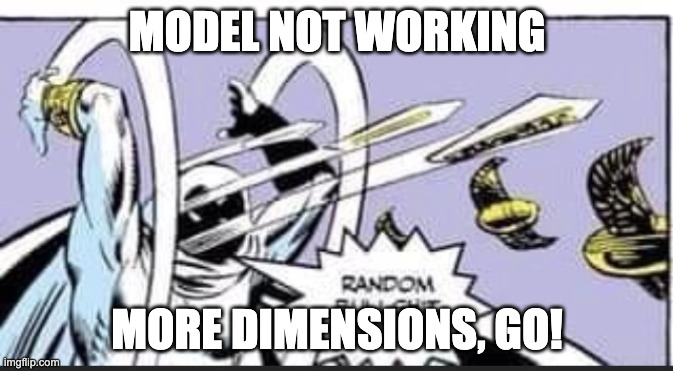 MODEL NOT WORKING
RANDOM
MORE DIMENSIONS, GO!
imgflip.com